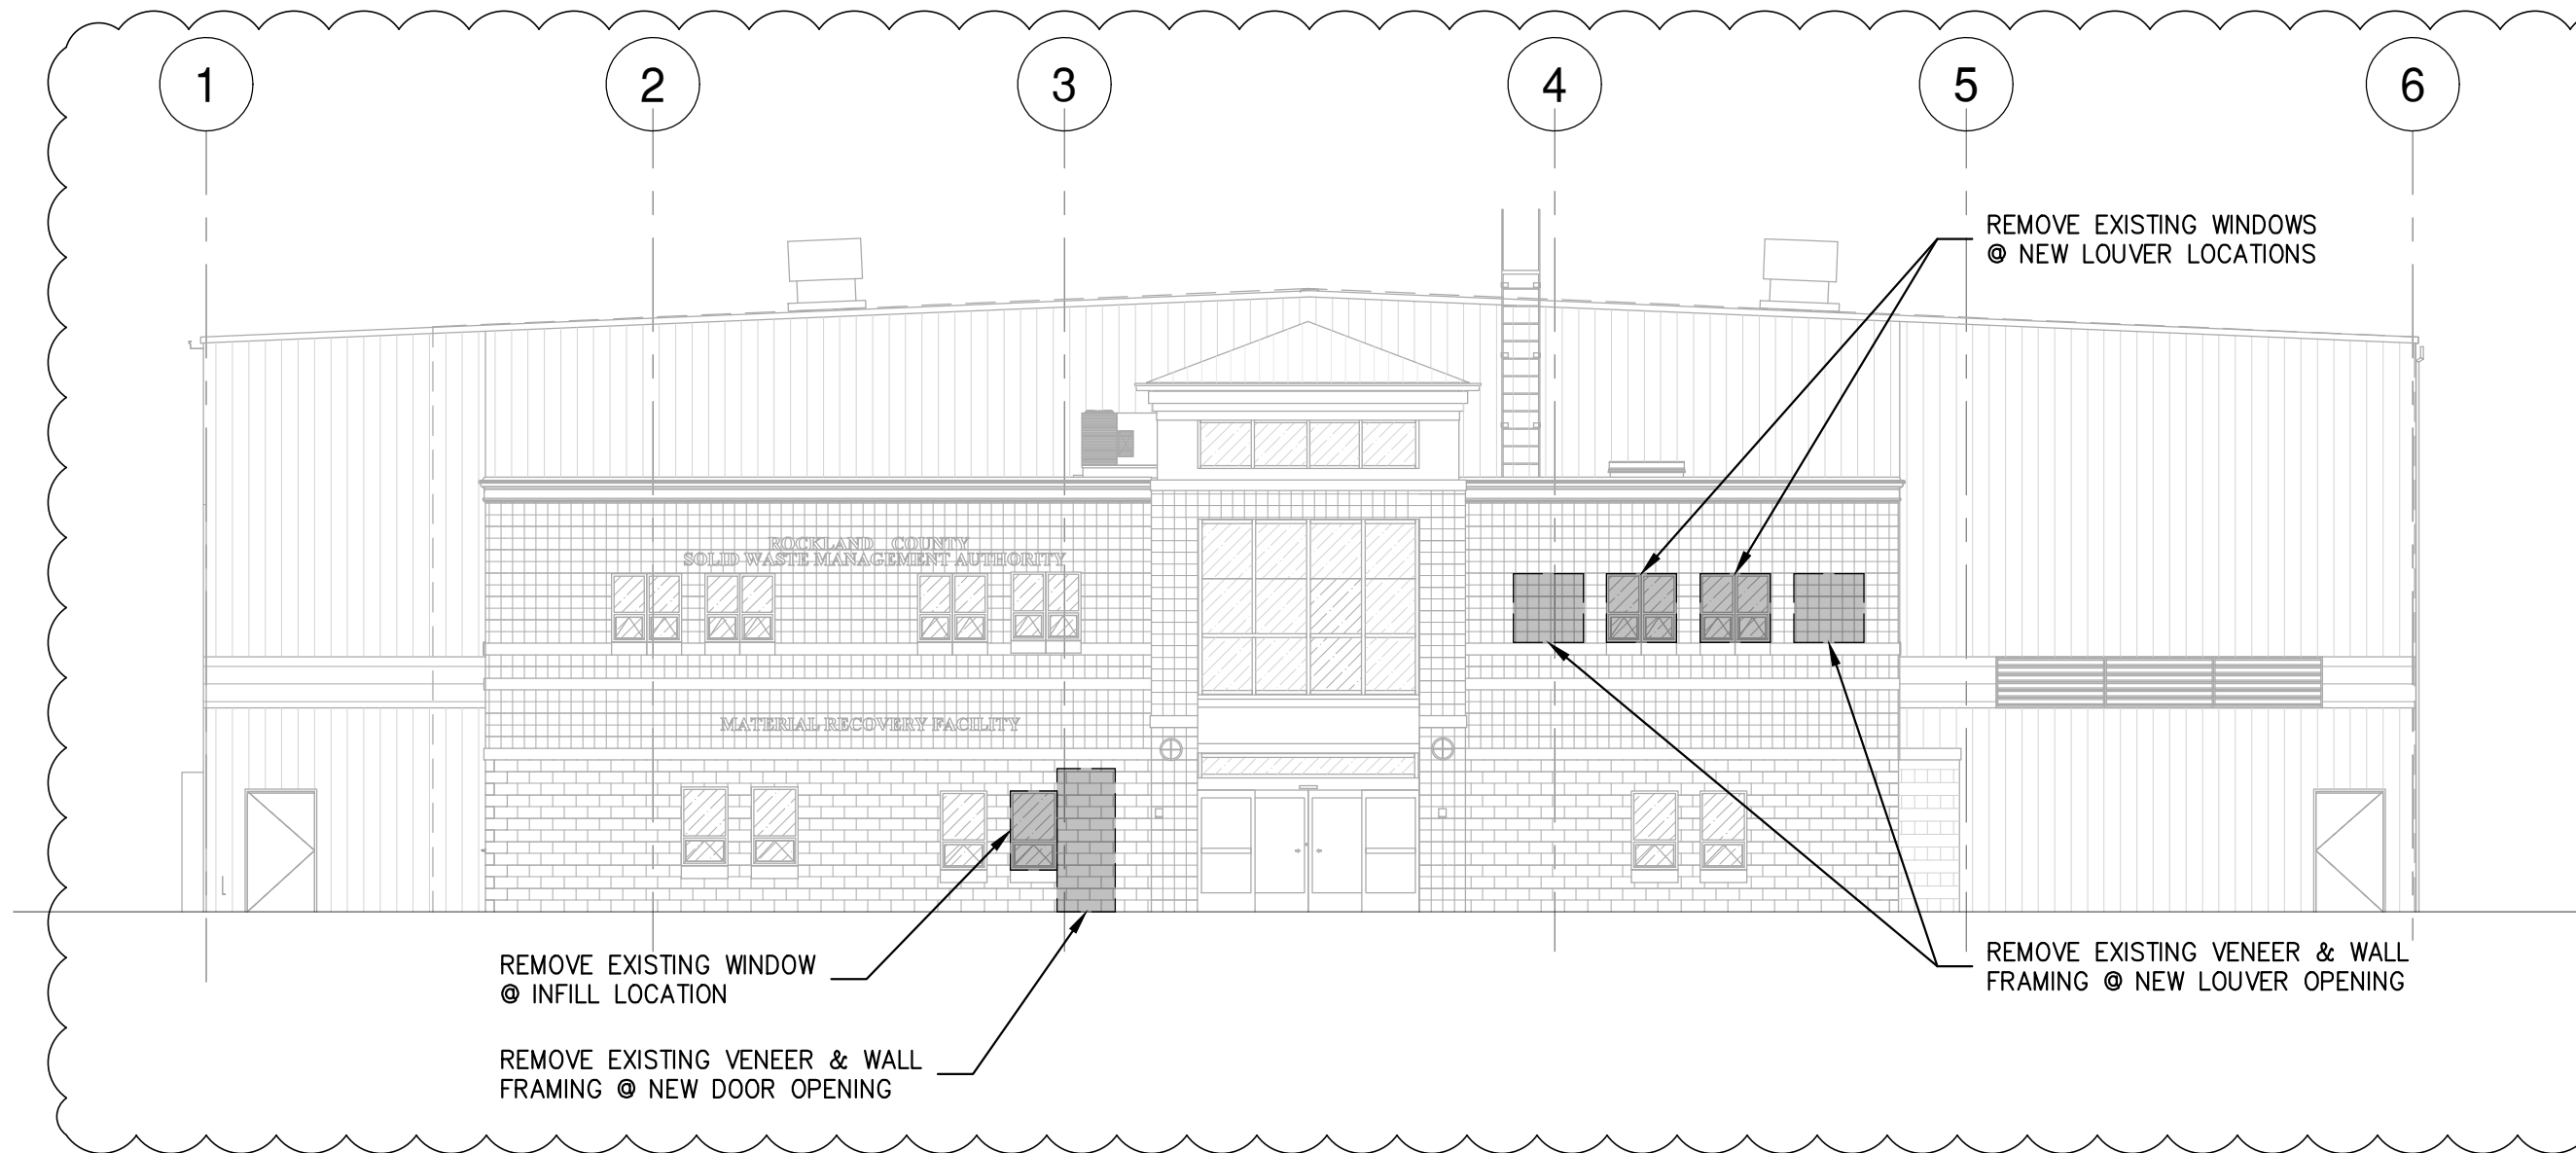 1 2 3 4 5 6
REMOVE EXISTING WINDOWS
@ NEW LOUVER LOCATIONS
ROCKLAND COUNTY
SOLID WASTE MANAGEMENT AUTHORITY
MATERIAL RECOVERY FACILITY
REMOVE EXISTING WINDOW
@ INFILL LOCATION
REMOVE EXISTING VENEER & WALL
FRAMING @ NEW LOUVER OPENING
REMOVE EXISTING VENEER & WALL
FRAMING @ NEW DOOR OPENING